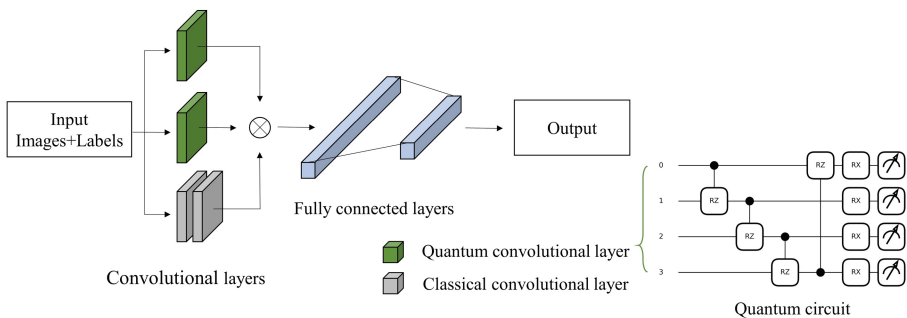 Input
Images+Labels
Convolutional layers
Fully connected layers
Output
Quantum convolutional layer
Classical convolutional layer
0
RZ
RX
1
RZ
RX
2
RZ
RX
3
RZ
RX
Quantum circuit